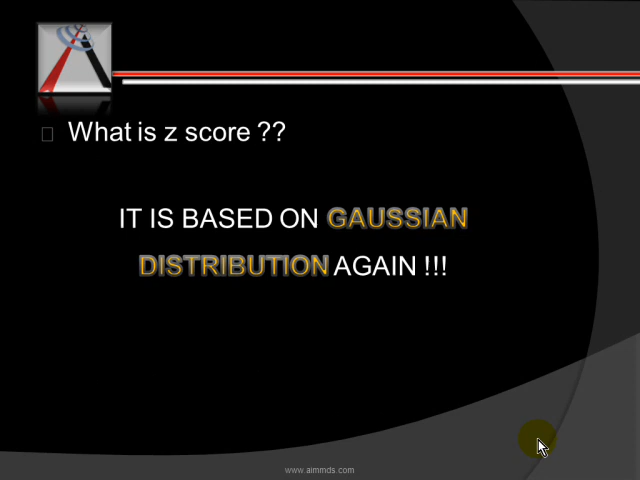 What is z score ??
IT IS BASED ON GAUSSIAN
DISTRIBUTION AGAIN !!!
www.aimmds.com